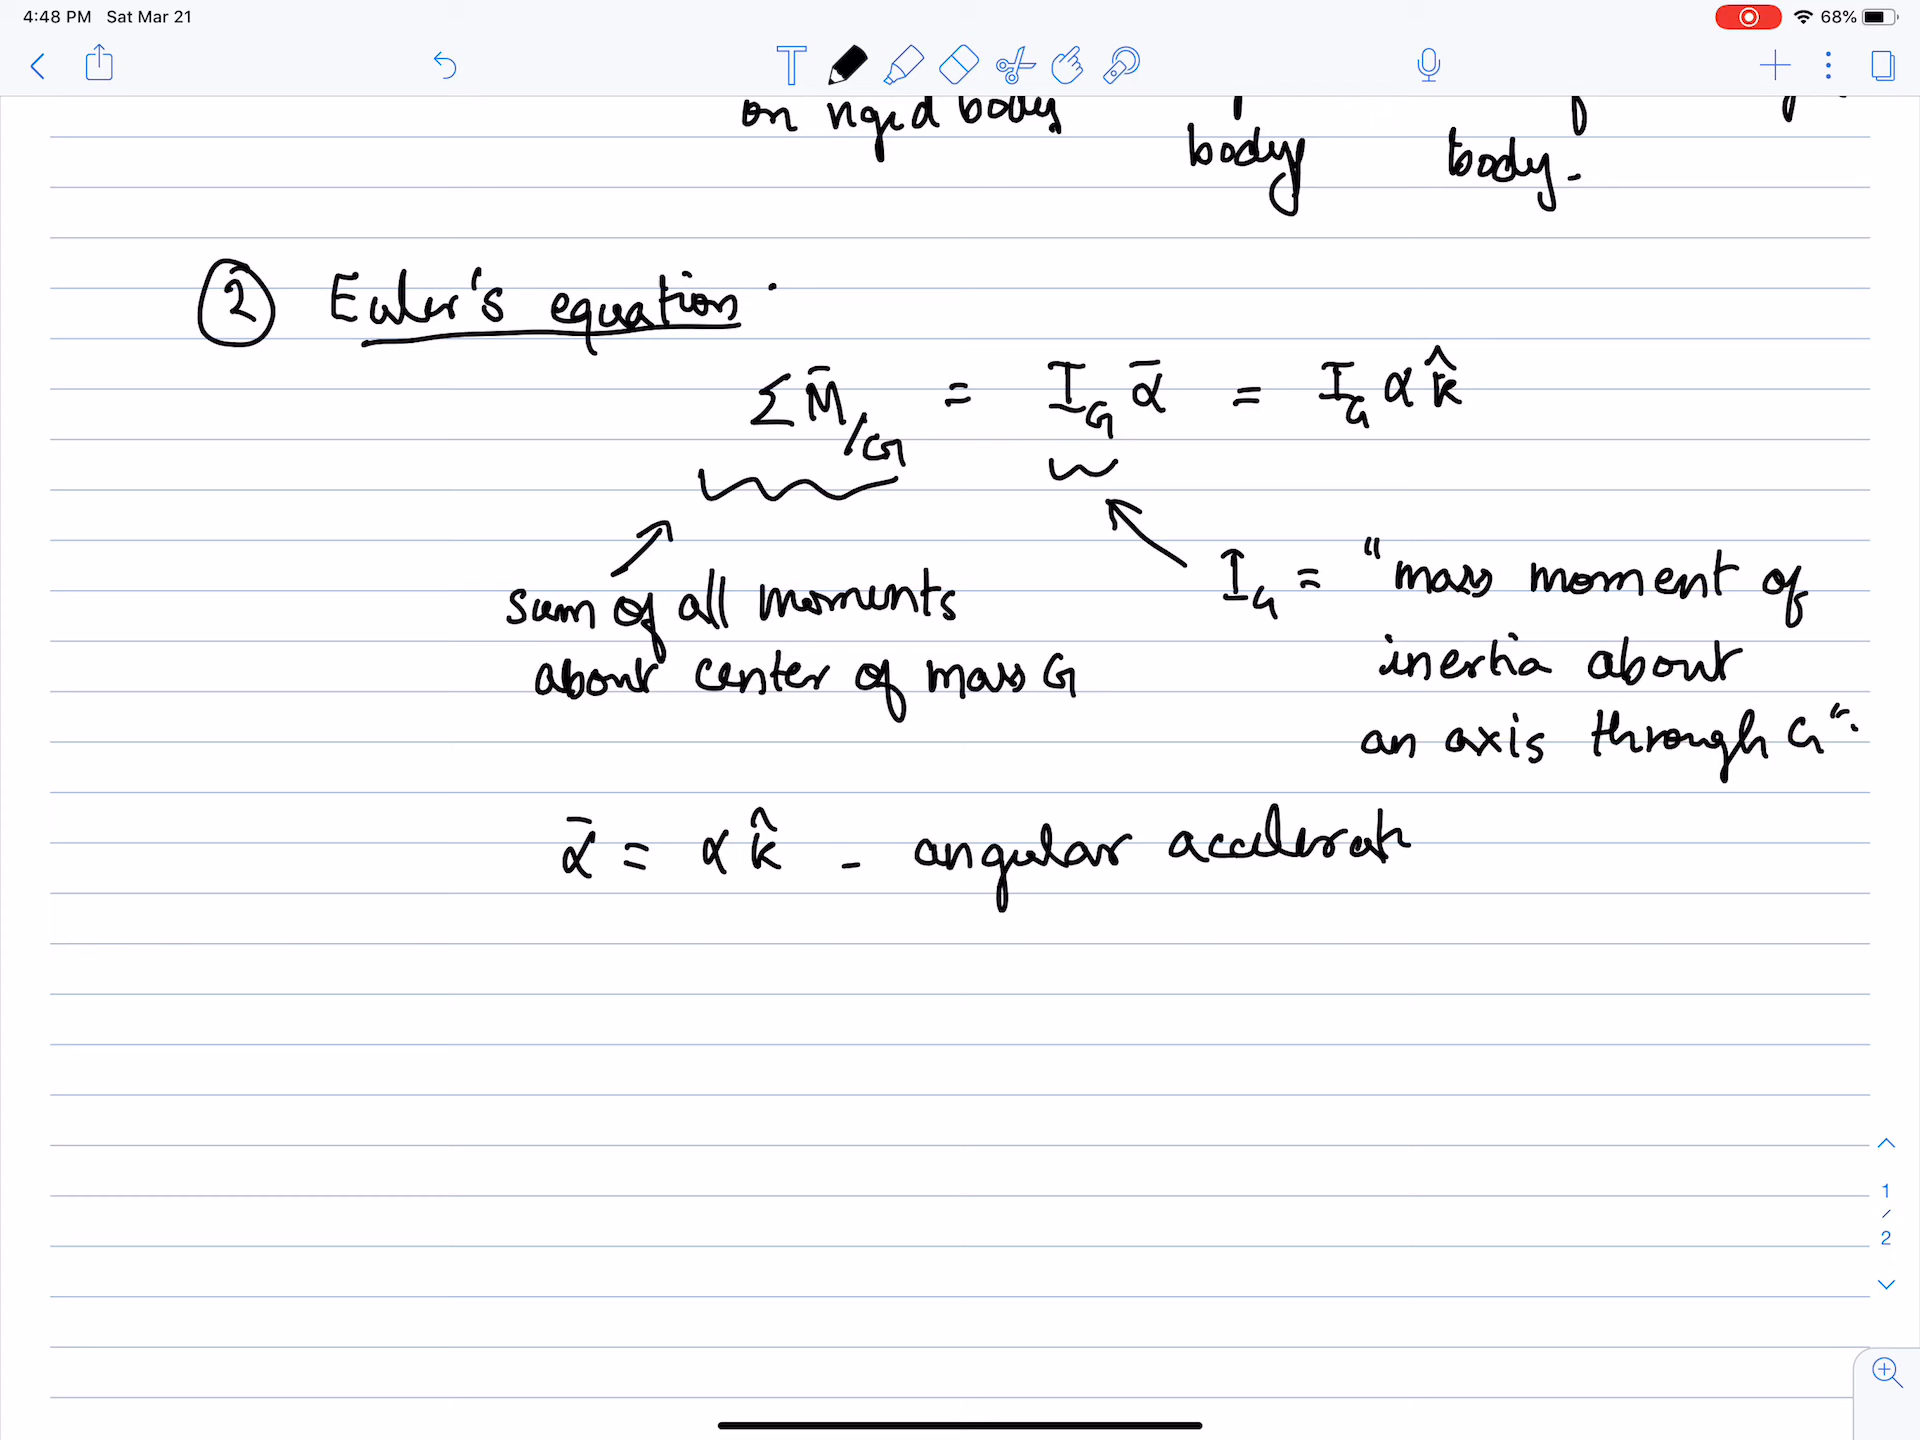 4:48 PM Sat Mar 21
68%
on rigid body
body
body.
② Euler's equation.
Σ M̄/G = I_G ᾱ = I_G α k̂
sum of all moments
about center of mass G
I_G = "mass moment of
inertia about
an axis through G".
ᾱ = α k̂ - angular accelerat
1
/
2